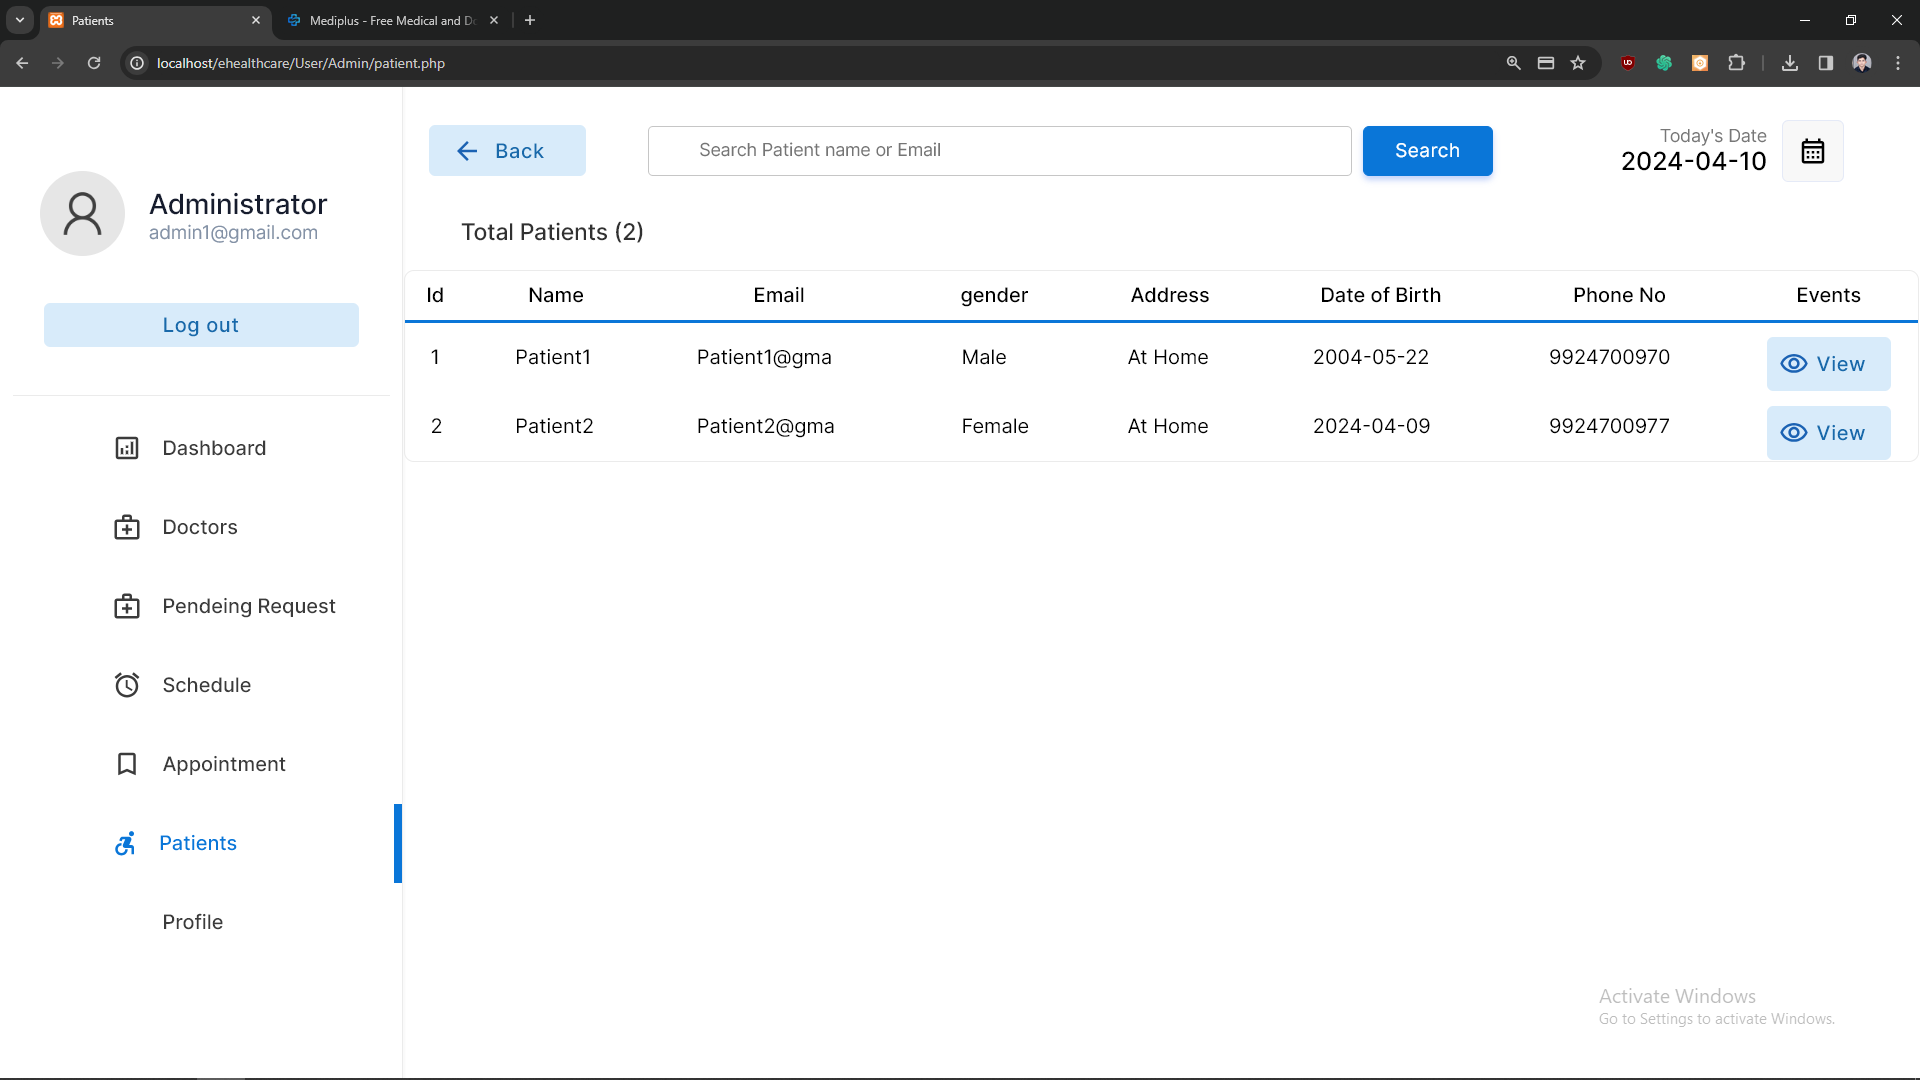 Patients
Mediplus - Free Medical and Do
localhost/ehealthcare/User/Admin/patient.php
Administrator
admin1@gmail.com
Log out
Dashboard
Doctors
Pendeing Request
Schedule
Appointment
Patients
Profile
Back
Search Patient name or Email
Search
Today's Date
2024-04-10
Total Patients (2)
Id Name Email gender Address Date of Birth Phone No Events
1 Patient1 Patient1@gma Male At Home 2004-05-22 9924700970 View
2 Patient2 Patient2@gma Female At Home 2024-04-09 9924700977 View
Activate Windows
Go to Settings to activate Windows.